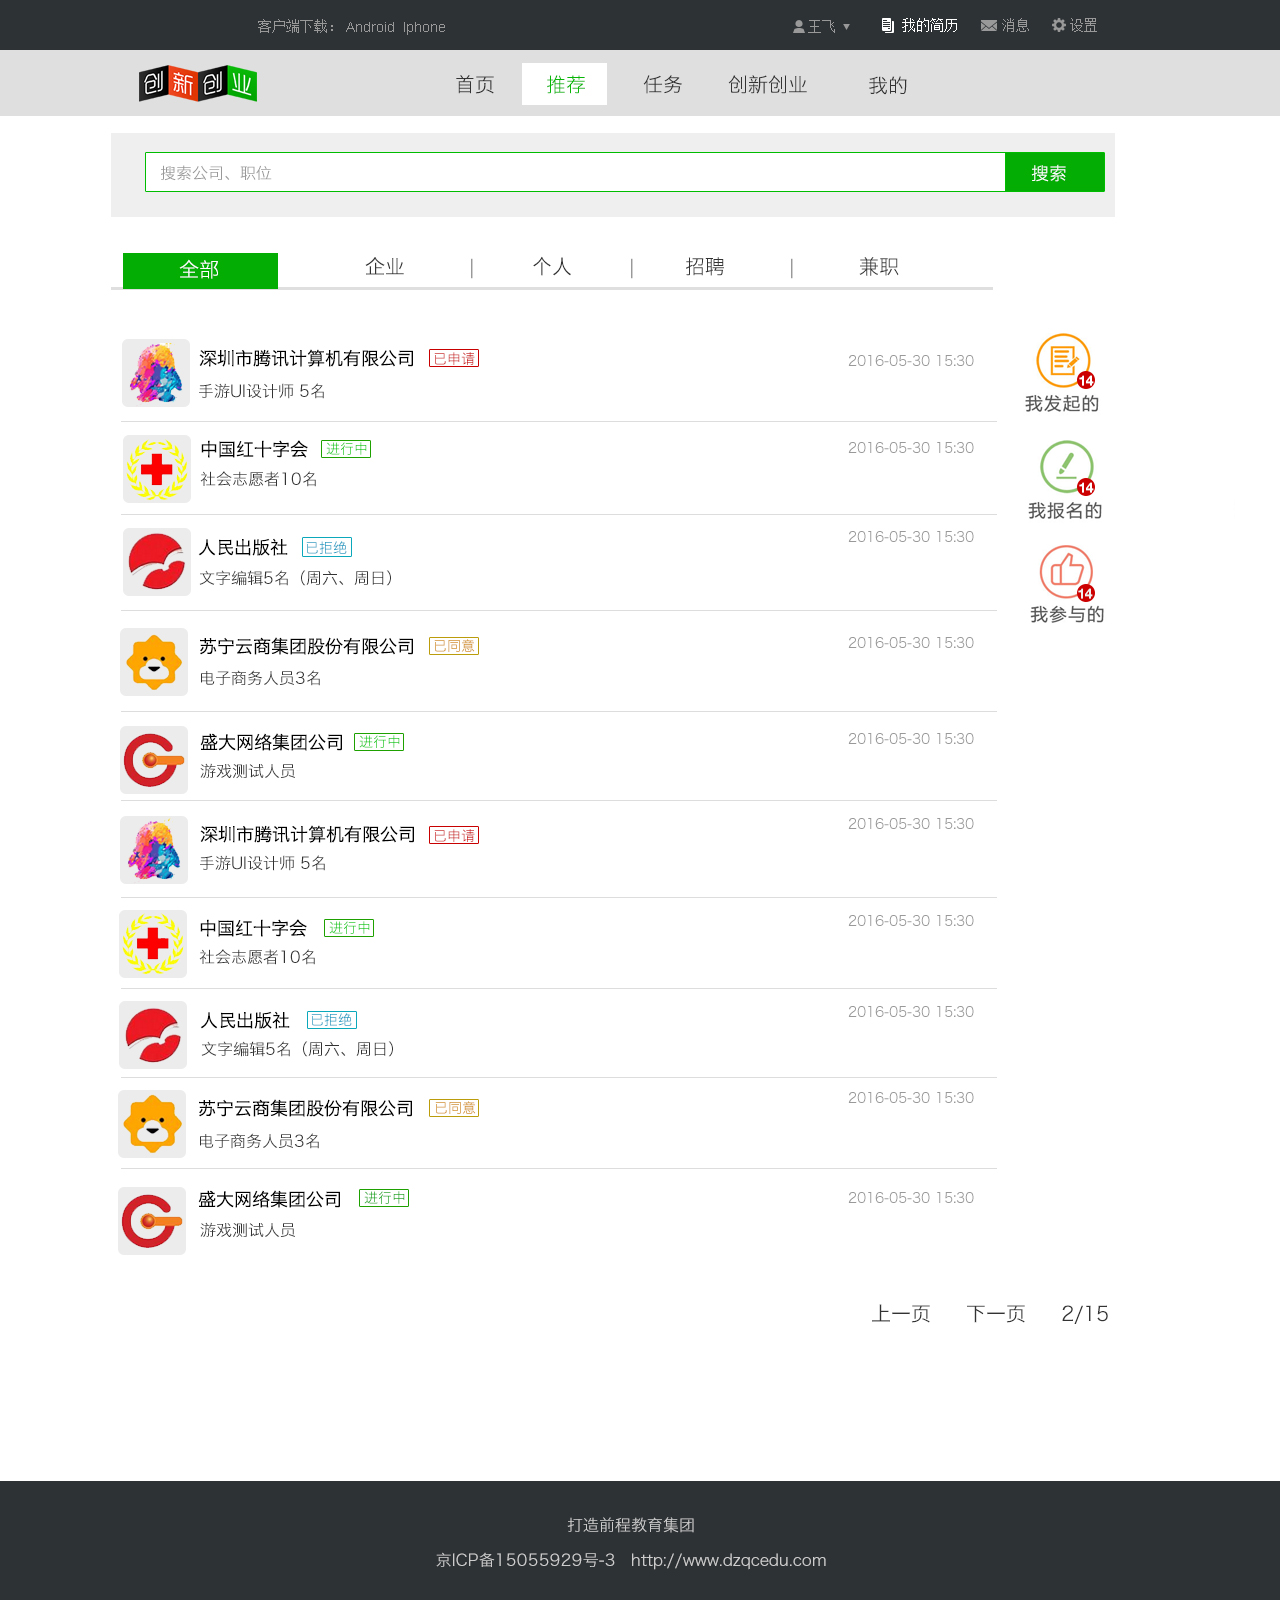 客户端下载： Android Iphone 王飞 我的简历 消息 设置
创新创业 首页 推荐 任务 创新创业 我的
搜索公司、职位 搜索
全部 企业 | 个人 | 招聘 | 兼职
深圳市腾讯计算机有限公司 已申请 2016-05-30 15:30
手游UI设计师 5名
14
我发起的
中国红十字会 进行中 2016-05-30 15:30
社会志愿者10名
14
我报名的
人民出版社 已拒绝 2016-05-30 15:30
文字编辑5名（周六、周日）
14
我参与的
苏宁云商集团股份有限公司 已同意 2016-05-30 15:30
电子商务人员3名
盛大网络集团公司 进行中 2016-05-30 15:30
游戏测试人员
深圳市腾讯计算机有限公司 已申请 2016-05-30 15:30
手游UI设计师 5名
中国红十字会 进行中 2016-05-30 15:30
社会志愿者10名
人民出版社 已拒绝 2016-05-30 15:30
文字编辑5名（周六、周日）
苏宁云商集团股份有限公司 已同意 2016-05-30 15:30
电子商务人员3名
盛大网络集团公司 进行中 2016-05-30 15:30
游戏测试人员
上一页 下一页 2/15
打造前程教育集团
京ICP备15055929号-3 http://www.dzqcedu.com